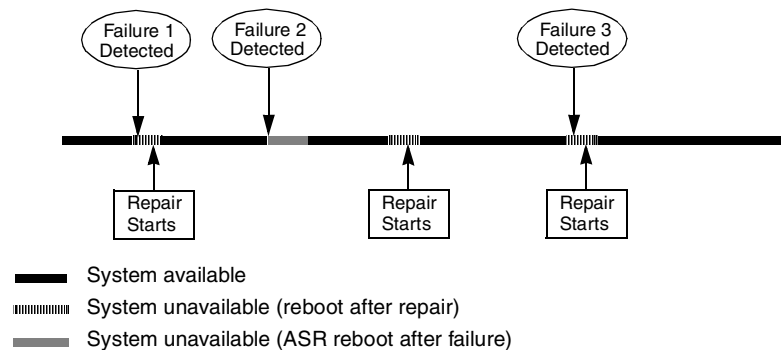 Failure 1
Detected
Failure 2
Detected
Failure 3
Detected
Repair
Starts
Repair
Starts
Repair
Starts
System available
System unavailable (reboot after repair)
System unavailable (ASR reboot after failure)